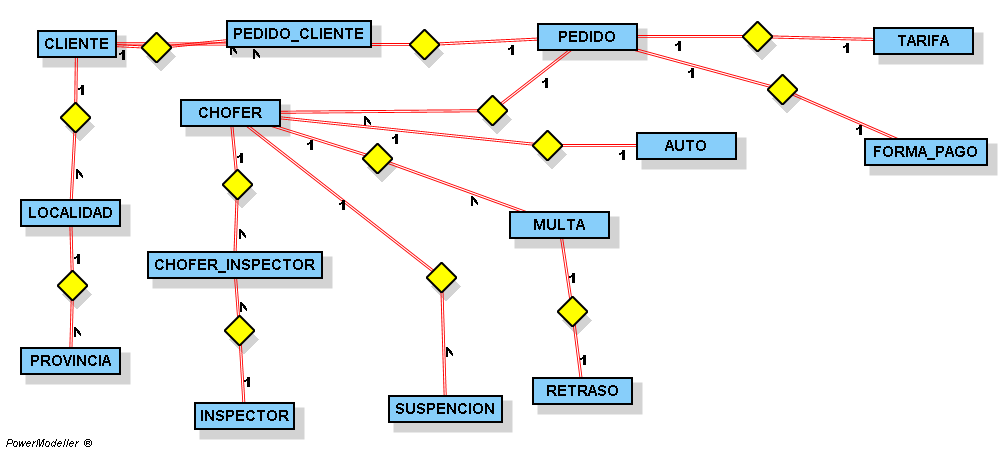 CLIENTE
PEDIDO_CLIENTE
PEDIDO
TARIFA
1
N
N
1
1
1
CHOFER
1
1
1
1
N
1
AUTO
1
FORMA_PAGO
1
1
1
N
LOCALIDAD
1
N
MULTA
N
CHOFER_INSPECTOR
1
1
N
N
N
1
PROVINCIA
1
RETRASO
INSPECTOR
SUSPENCION
PowerModeller ®